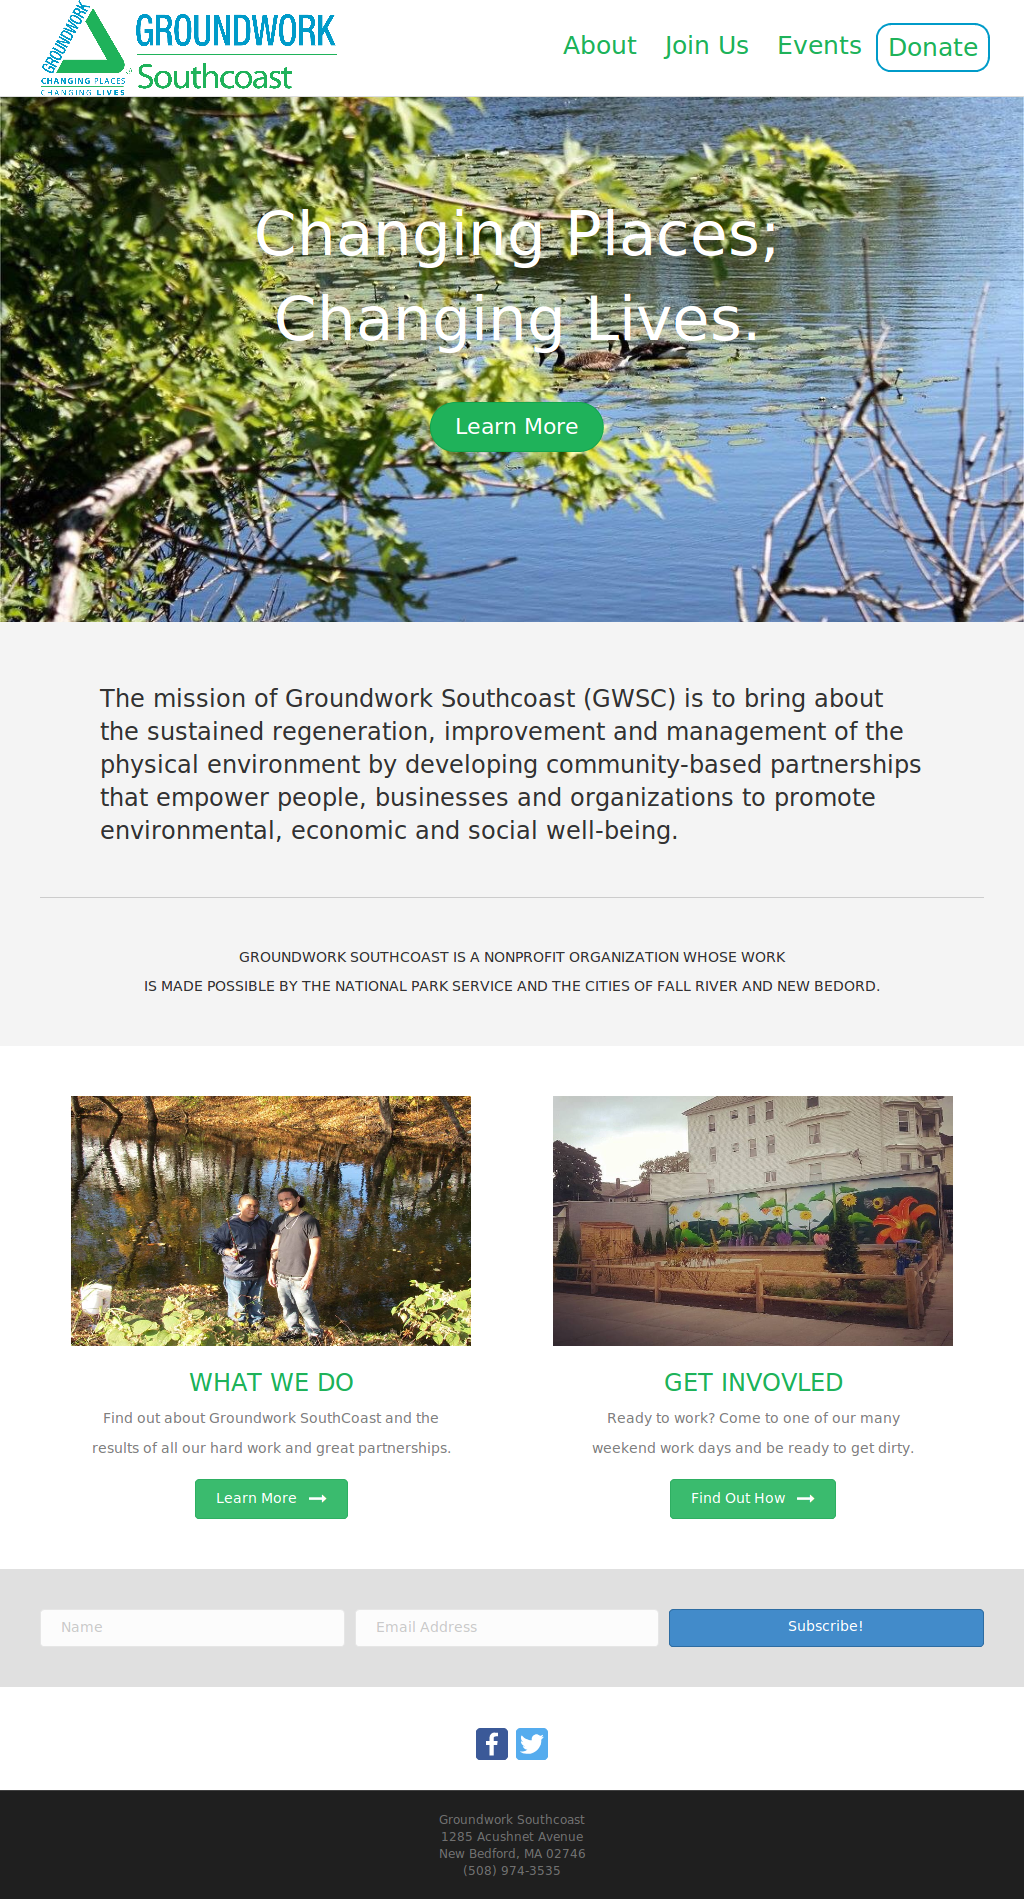 GROUNDWORK
CHANGING PLACES
CHANGING LIVES
GROUNDWORK
Southcoast
About
Join Us
Events
Donate
Changing Places;
Changing Lives.
Learn More
The mission of Groundwork Southcoast (GWSC) is to bring about
the sustained regeneration, improvement and management of the
physical environment by developing community-based partnerships
that empower people, businesses and organizations to promote
environmental, economic and social well-being.
GROUNDWORK SOUTHCOAST IS A NONPROFIT ORGANIZATION WHOSE WORK
IS MADE POSSIBLE BY THE NATIONAL PARK SERVICE AND THE CITIES OF FALL RIVER AND NEW BEDORD.
WHAT WE DO
Find out about Groundwork SouthCoast and the
results of all our hard work and great partnerships.
Learn More
GET INVOVLED
Ready to work? Come to one of our many
weekend work days and be ready to get dirty.
Find Out How
Name
Email Address
Subscribe!
Groundwork Southcoast
1285 Acushnet Avenue
New Bedford, MA 02746
(508) 974-3535